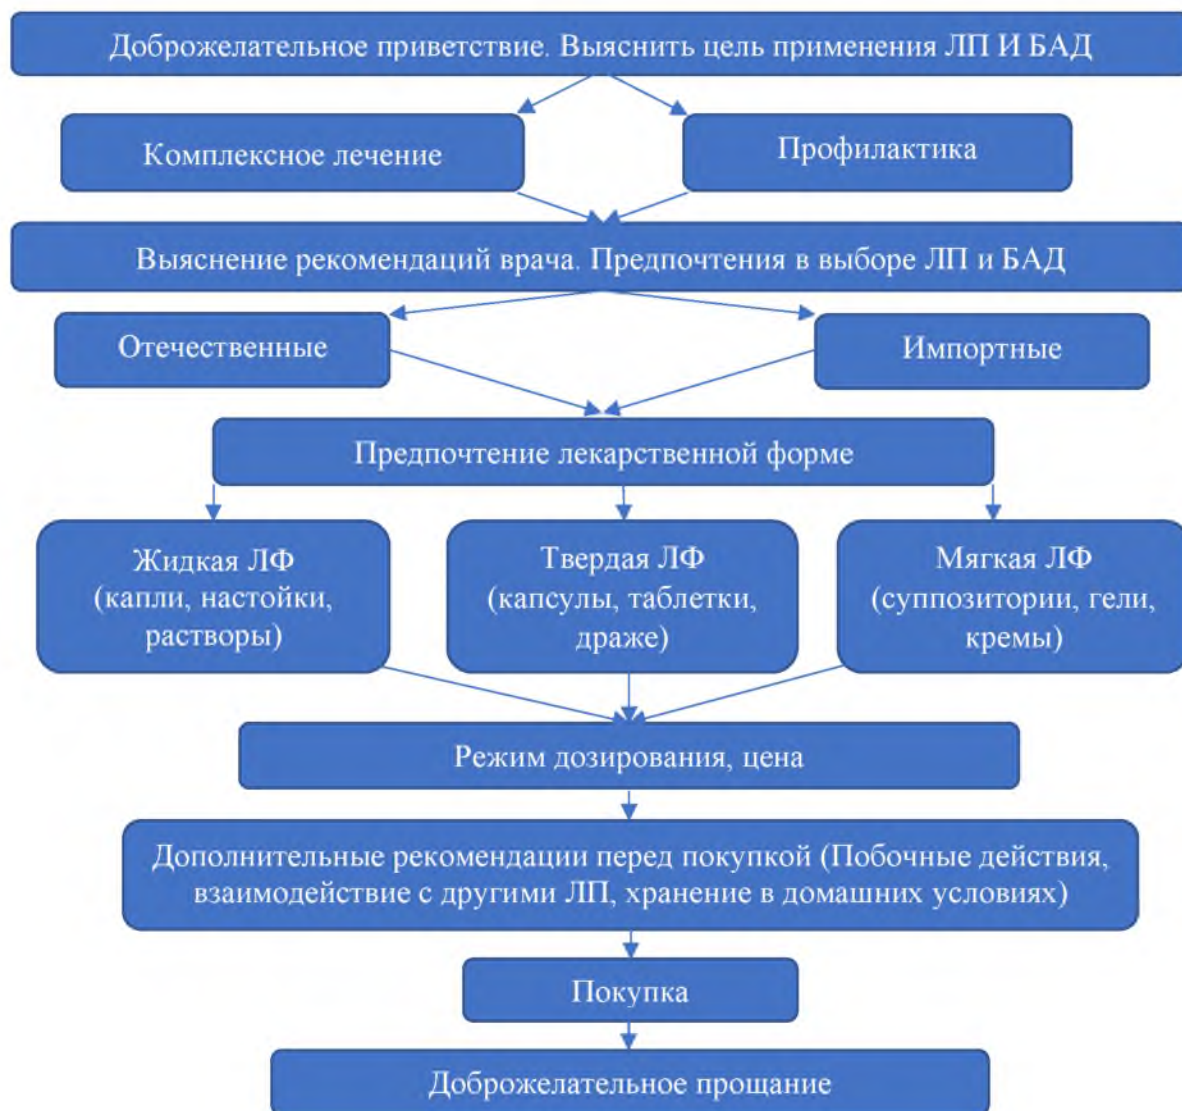 Доброжелательное приветствие. Выяснить цель применения ЛП И БАД
Комплексное лечение
Профилактика
Выяснение рекомендаций врача. Предпочтения в выборе ЛП и БАД
Отечественные
Импортные
Предпочтение лекарственной форме
Жидкая ЛФ
(капли, настойки,
растворы)
Твердая ЛФ
(капсулы, таблетки,
драже)
Мягкая ЛФ
(суппозитории, гели,
кремы)
Режим дозирования, цена
Дополнительные рекомендации перед покупкой (Побочные действия,
взаимодействие с другими ЛП, хранение в домашних условиях)
Покупка
Доброжелательное прощание